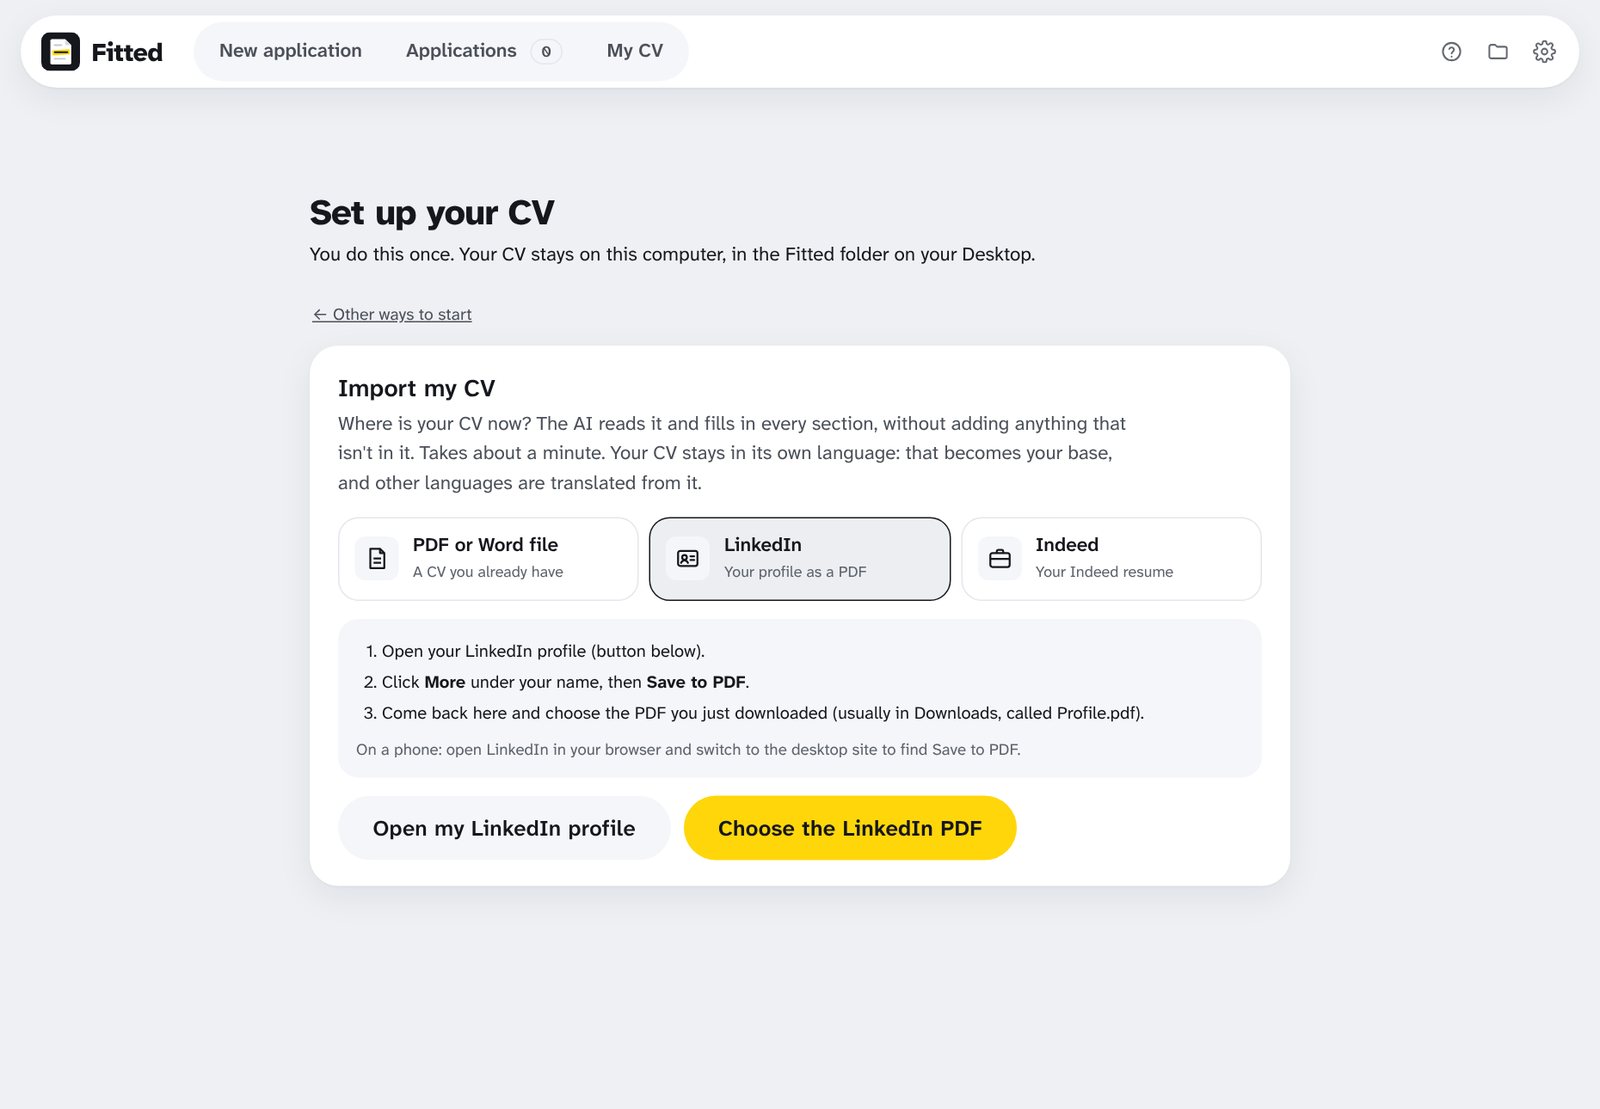 Fitted
New application
Applications 0
My CV
Set up your CV
You do this once. Your CV stays on this computer, in the Fitted folder on your Desktop.
← Other ways to start
Import my CV
Where is your CV now? The AI reads it and fills in every section, without adding anything that
isn't in it. Takes about a minute. Your CV stays in its own language: that becomes your base,
and other languages are translated from it.
PDF or Word file
A CV you already have
LinkedIn
Your profile as a PDF
Indeed
Your Indeed resume
1. Open your LinkedIn profile (button below).
2. Click More under your name, then Save to PDF.
3. Come back here and choose the PDF you just downloaded (usually in Downloads, called Profile.pdf).
On a phone: open LinkedIn in your browser and switch to the desktop site to find Save to PDF.
Open my LinkedIn profile
Choose the LinkedIn PDF